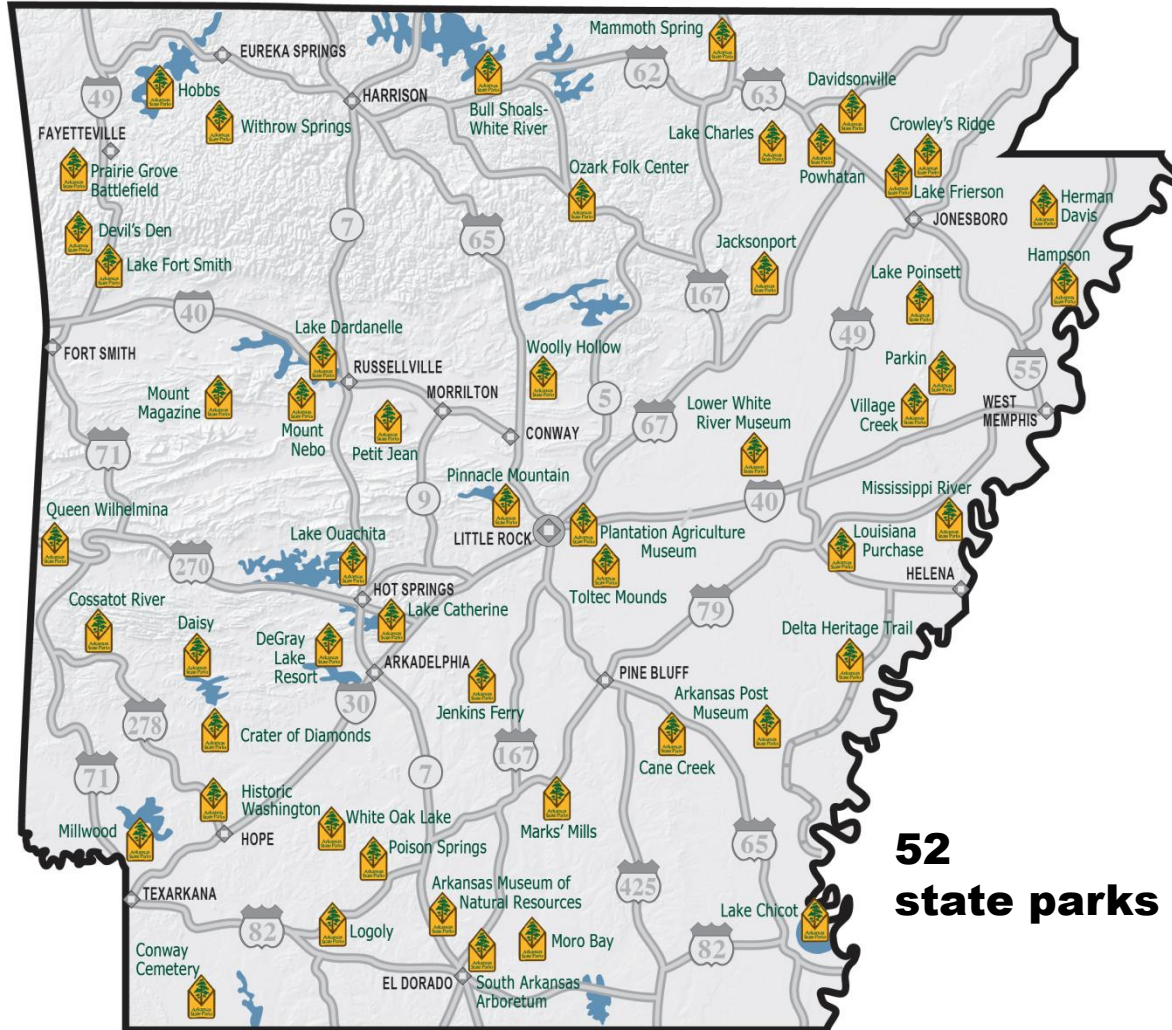 Mammoth Spring
EUREKA SPRINGS
62
Davidsonville
49
Hobbs
HARRISON
Bull Shoals-
White River
63
Withrow Springs
Lake Charles
Crowley's Ridge
FAYETTEVILLE
Prairie Grove
Battlefield
Ozark Folk Center
Powhatan
Lake Frierson
Herman
Davis
7
65
JONESBORO
Devil's Den
Jacksonport
Hampson
Lake Fort Smith
Lake Poinsett
167
40
49
Lake Dardanelle
FORT SMITH
Woolly Hollow
Parkin
55
RUSSELLVILLE
Mount
Magazine
MORRILTON
5
Mount
Nebo
Lower White
River Museum
Village
Creek
WEST
MEMPHIS
Petit Jean
CONWAY
67
71
Pinnacle Mountain
40
Mississippi River
9
Queen Wilhelmina
LITTLE ROCK
Plantation Agriculture
Museum
Louisiana
Purchase
Lake Ouachita
270
Toltec Mounds
HELENA
HOT SPRINGS
Cossatot River
Lake Catherine
79
Daisy
Delta Heritage Trail
DeGray
Lake
Resort
ARKADELPHIA
PINE BLUFF
30
Jenkins Ferry
Arkansas Post
Museum
278
Crater of Diamonds
Cane Creek
167
71
7
Historic
Washington
White Oak Lake
Marks' Mills
Millwood
HOPE
Poison Springs
65
52
state parks
TEXARKANA
Arkansas Museum of
Natural Resources
425
Lake Chicot
82
Logoly
Moro Bay
82
Conway
Cemetery
EL DORADO
South Arkansas
Arboretum